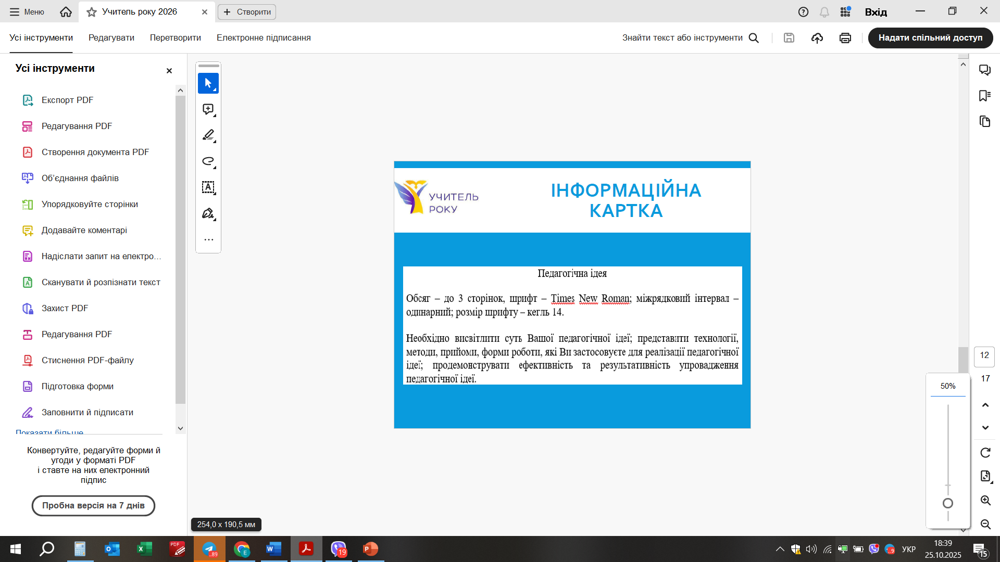 Меню
Учитель року 2026
Створити
Вхід
Усі інструменти
Редагувати
Перетворити
Електронне підписання
Знайти текст або інструменти
Надати спільний доступ
Усі інструменти
Експорт PDF
Редагування PDF
Створення документа PDF
Об’єднання файлів
Упорядковуйте сторінки
Додавайте коментарі
Надіслати запит на електро...
Сканувати й розпізнати текст
Захист PDF
Редагування PDF
Стиснення PDF-файлу
Підготовка форми
Заповнити й підписати
Показати більше
Конвертуйте, редагуйте форми й
угоди у форматі PDF
і ставте на них електронний
підпис
Пробна версія на 7 днів
УЧИТЕЛЬ
РОКУ
ІНФОРМАЦІЙНА
КАРТКА
Педагогічна ідея
Обсяг – до 3 сторінок, шрифт – Times New Roman; міжрядковий інтервал –
одинарний; розмір шрифту – кегль 14.
Необхідно висвітлити суть Вашої педагогічної ідеї; представити технології,
методи, прийоми, форми роботи, які Ви застосовуєте для реалізації педагогічної
ідеї; продемонструвати ефективність та результативність упровадження
педагогічної ідеї.
12
17
50%
254,0 x 190,5 мм
PDF
..89
E
19
..9
УКР
18:39
25.10.2025
15